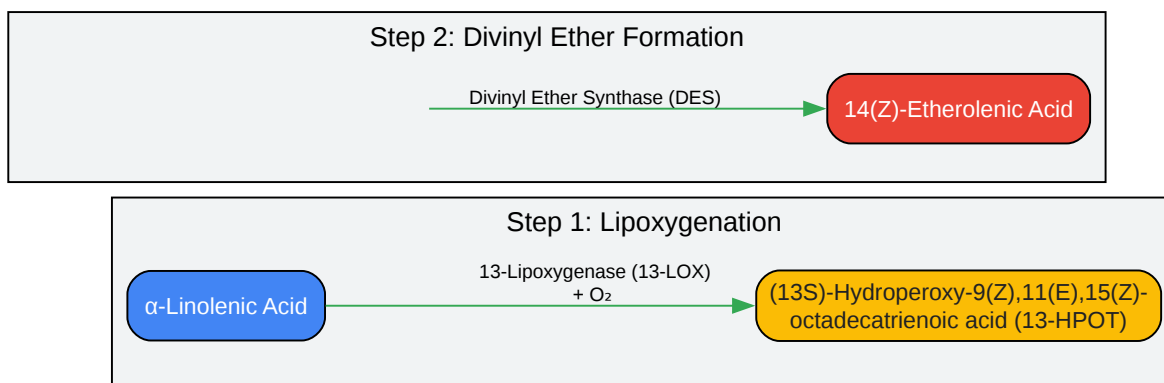 Step 2: Divinyl Ether Formation
Divinyl Ether Synthase (DES)
14(Z)-Etherolenic Acid
Step 1: Lipoxygenation
α-Linolenic Acid
13-Lipoxygenase (13-LOX)
+ O₂
(13S)-Hydroperoxy-9(Z),11(E),15(Z)-
octadecatrienoic acid (13-HPOT)